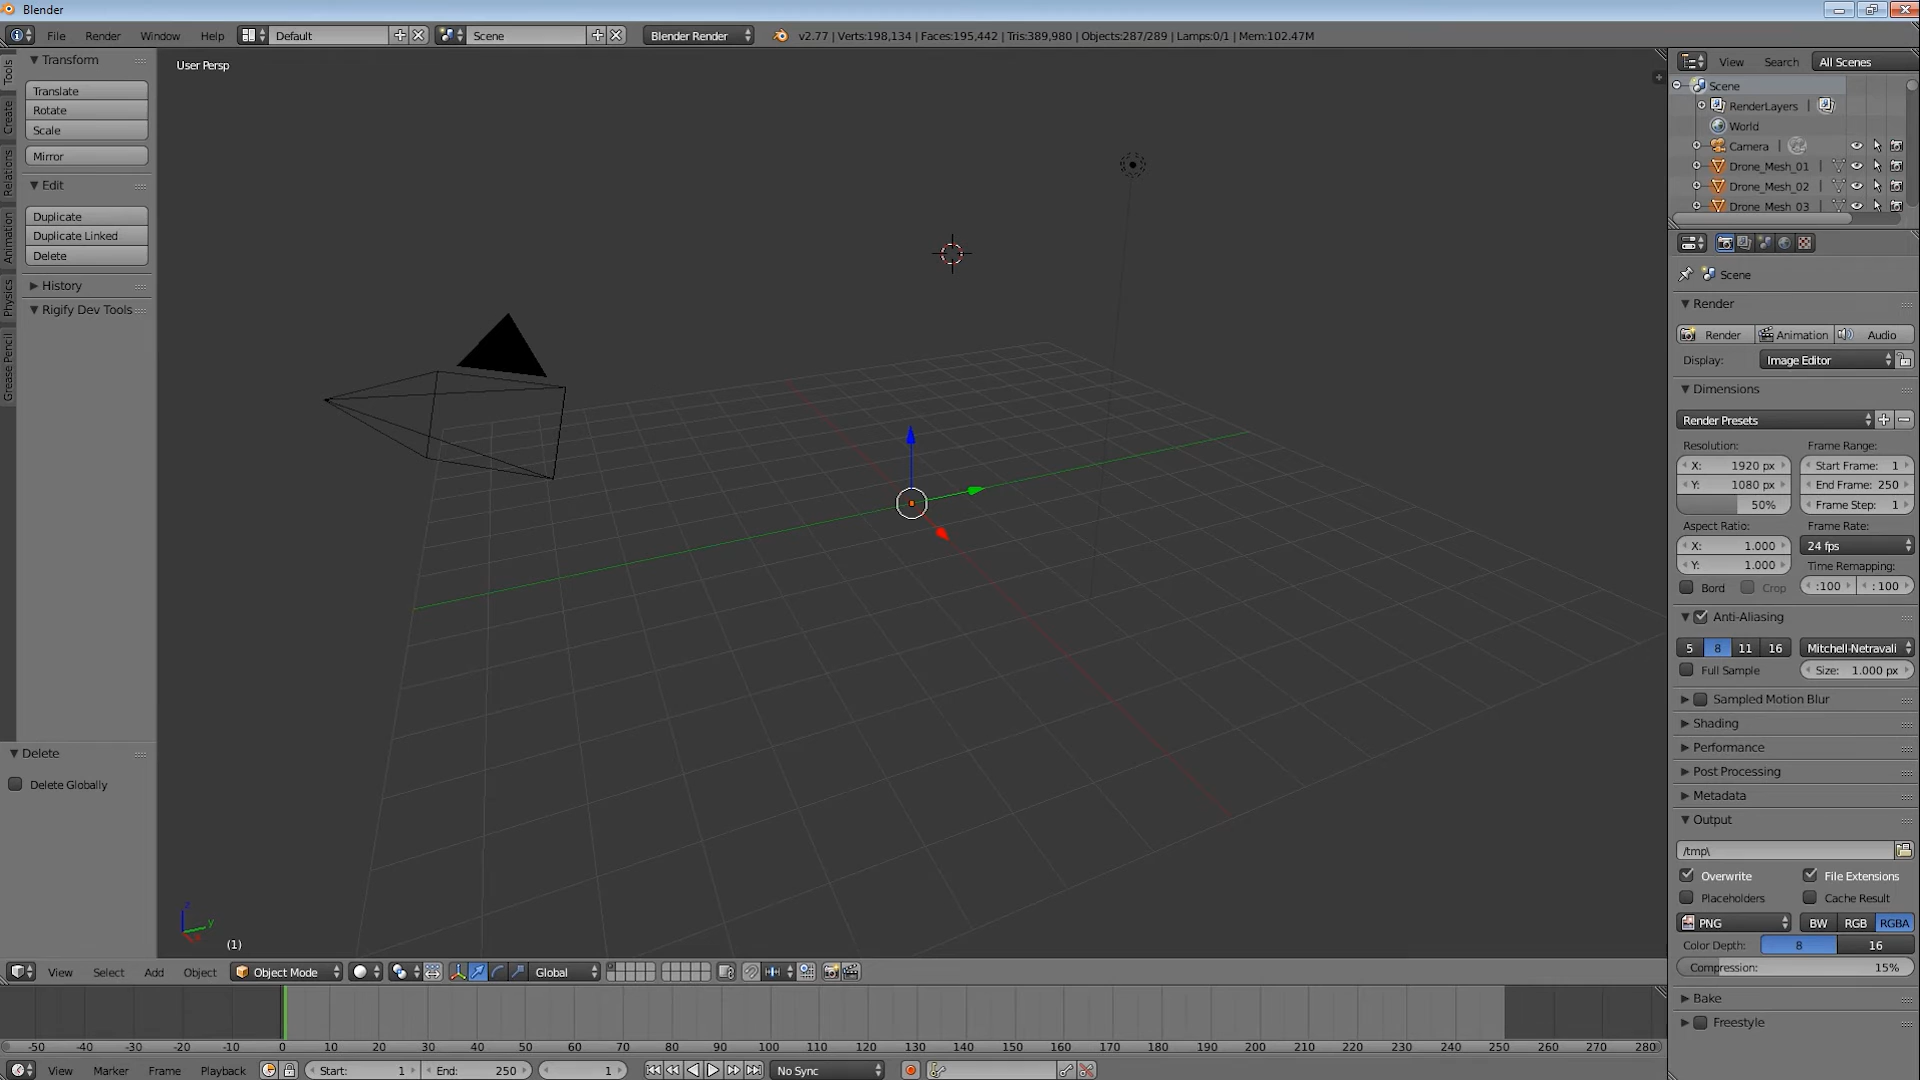 Blender
File Render Window Help Default Scene Blender Render v2.77 | Verts:198,134 | Faces:195,442 | Tris:389,980 | Objects:287/289 | Lamps:0/1 | Mem:102.47M
Tools
Create
Relations
Animation
Physics
Grease Pencil
Transform
Translate
Rotate
Scale
Mirror
Edit
Duplicate
Duplicate Linked
Delete
History
Rigify Dev Tools
Delete
Delete Globally
User Persp
z
y
x
(1)
View Select Add Object Object Mode Global
-50 -40 -30 -20 -10 0 10 20 30 40 50 60 70 80 90 100 110 120 130 140 150 160 170 180 190 200 210 220 230 240 250 260 270 280
View Marker Frame Playback Start: 1 End: 250 1 No Sync
View Search All Scenes
Scene
RenderLayers |
World
Camera |
Drone_Mesh_01
Drone_Mesh_02
Drone_Mesh_03
Scene
Render
Render Animation Audio
Display: Image Editor
Dimensions
Render Presets
Resolution: Frame Range:
X: 1920 px Start Frame: 1
Y: 1080 px End Frame: 250
50% Frame Step: 1
Aspect Ratio: Frame Rate:
X: 1.000 24 fps
Y: 1.000 Time Remapping:
Bord Crop :100 : 100
Anti-Aliasing
5 8 11 16 Mitchell-Netravali
Full Sample Size: 1.000 px
Sampled Motion Blur
Shading
Performance
Post Processing
Metadata
Output
/tmp\
Overwrite File Extensions
Placeholders Cache Result
PNG BW RGB RGBA
Color Depth: 8 16
Compression: 15%
Bake
Freestyle